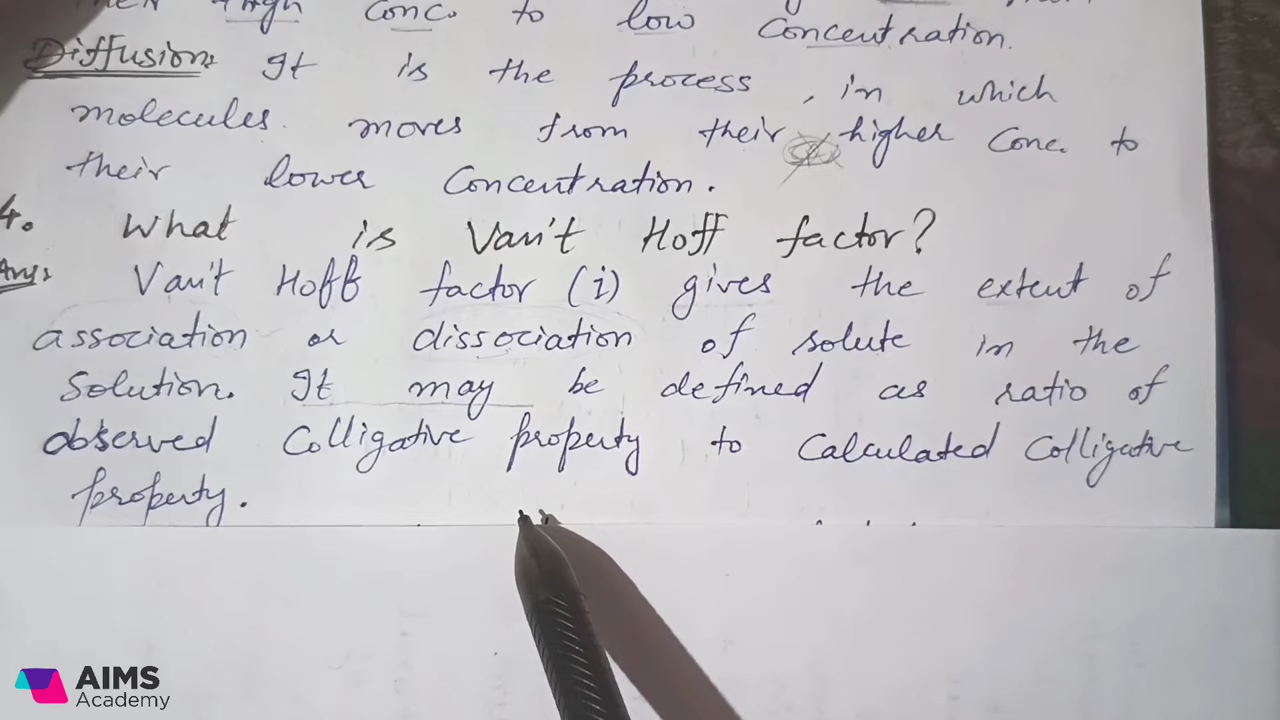 high conc. to low concentration.
Diffusion: It is the process, in which
molecules. moves from their higher conc. to
their lower concentration.
4. What is Van't Hoff factor?
Ans: Van't Hoff factor (i) gives the extent of
association or dissociation of solute in the
solution. It may be defined as ratio of
observed colligative property to calculated colligative
property.
AIMS
Academy